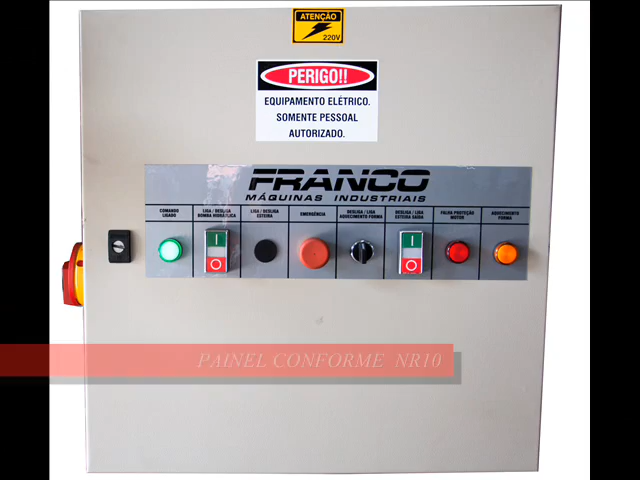 ATENÇÃO
220V
PERIGO!!
EQUIPAMENTO ELÉTRICO.
SOMENTE PESSOAL
AUTORIZADO.
FRANCO
MÁQUINAS INDUSTRIAIS
COMANDO
LIGADO
LIGA / DESLIGA
BOMBA HIDRÁULICA
LIGA / DESLIGA
ESTEIRA
EMERGÊNCIA
DESLIGA / LIGA
AQUECIMENTO FORMA
DESLIGA / LIGA
ESTEIRA SAÍDA
FALHA PROTEÇÃO
MOTOR
AQUECIMENTO
FORMA
I
O
I
O
PAINEL CONFORME NR10